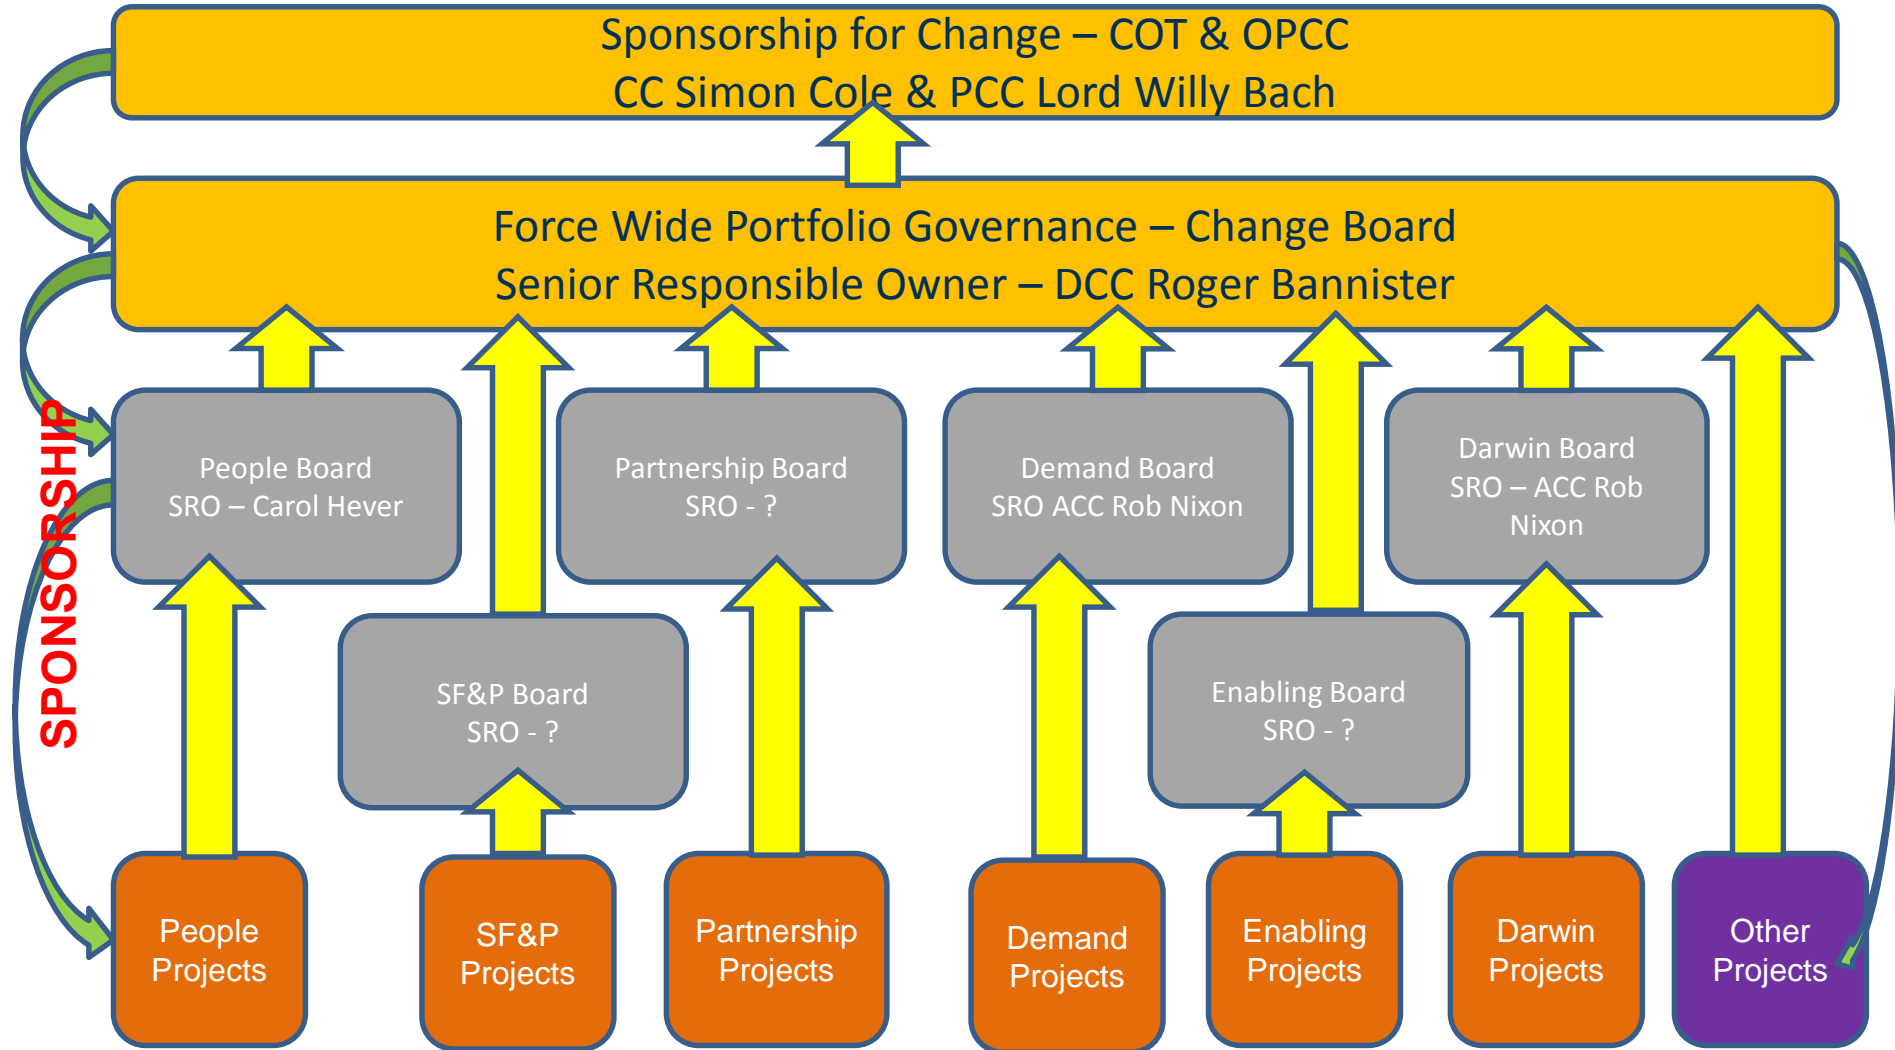 Sponsorship for Change – COT & OPCC
CC Simon Cole & PCC Lord Willy Bach
Force Wide Portfolio Governance – Change Board
Senior Responsible Owner – DCC Roger Bannister
SPONSORSHIP
People Board
SRO – Carol Hever
Partnership Board
SRO - ?
Demand Board
SRO ACC Rob Nixon
Darwin Board
SRO – ACC Rob
Nixon
SF&P Board
SRO - ?
Enabling Board
SRO - ?
People
Projects
SF&P
Projects
Partnership
Projects
Demand
Projects
Enabling
Projects
Darwin
Projects
Other
Projects